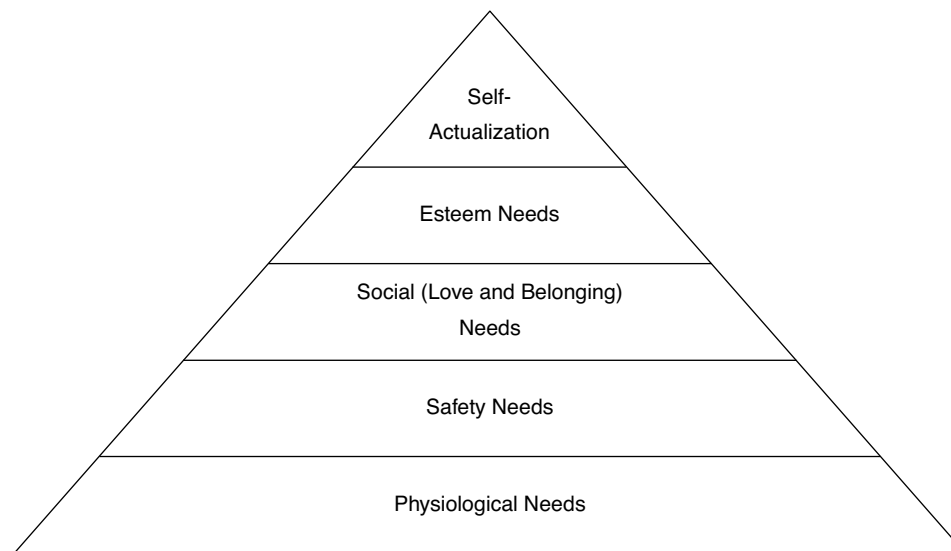 Self-
Actualization
Esteem Needs
Social (Love and Belonging)
Needs
Safety Needs
Physiological Needs